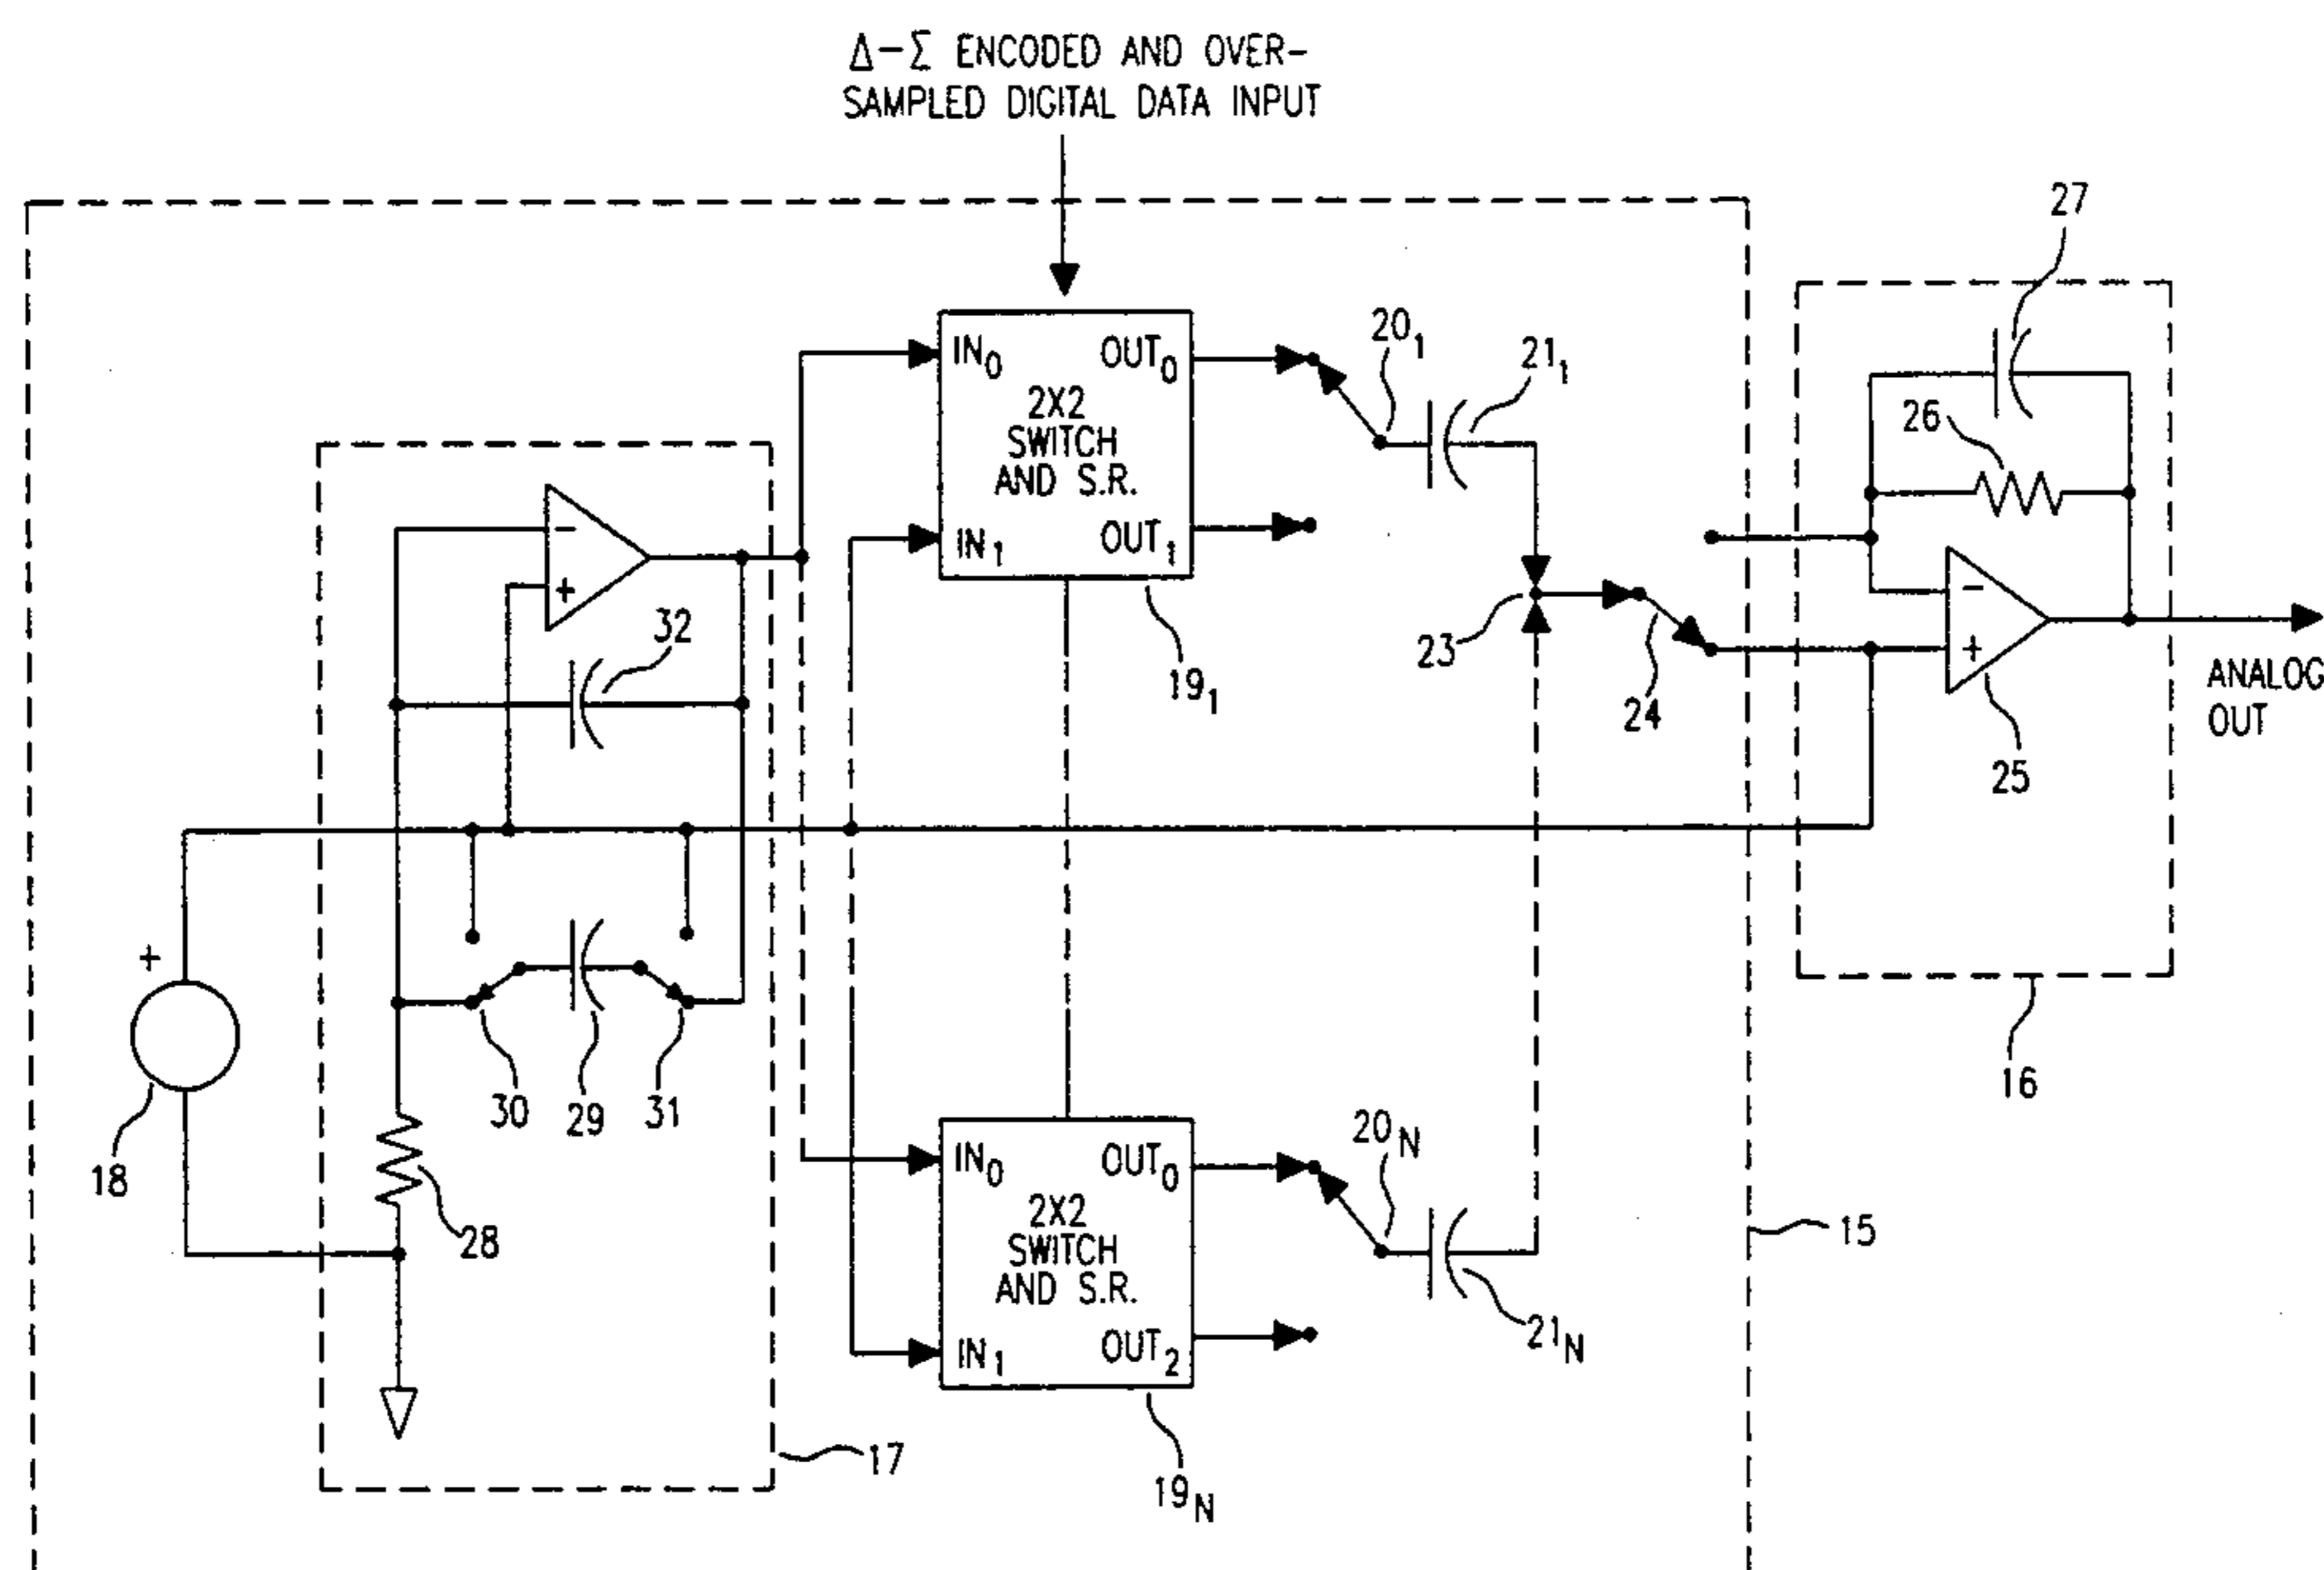 Δ–Σ ENCODED AND OVER-
SAMPLED DIGITAL DATA INPUT
27
20₁
21₁
IN₀
OUT₀
2X2
SWITCH
AND S.R.
IN₁
OUT₁
26
−
+
32
−
+
23
24
19₁
25
ANALOG
OUT
+
18
30
29
31
16
28
IN₀
OUT₀
2X2
SWITCH
AND S.R.
IN₁
OUT₂
20N
21N
15
17
19N